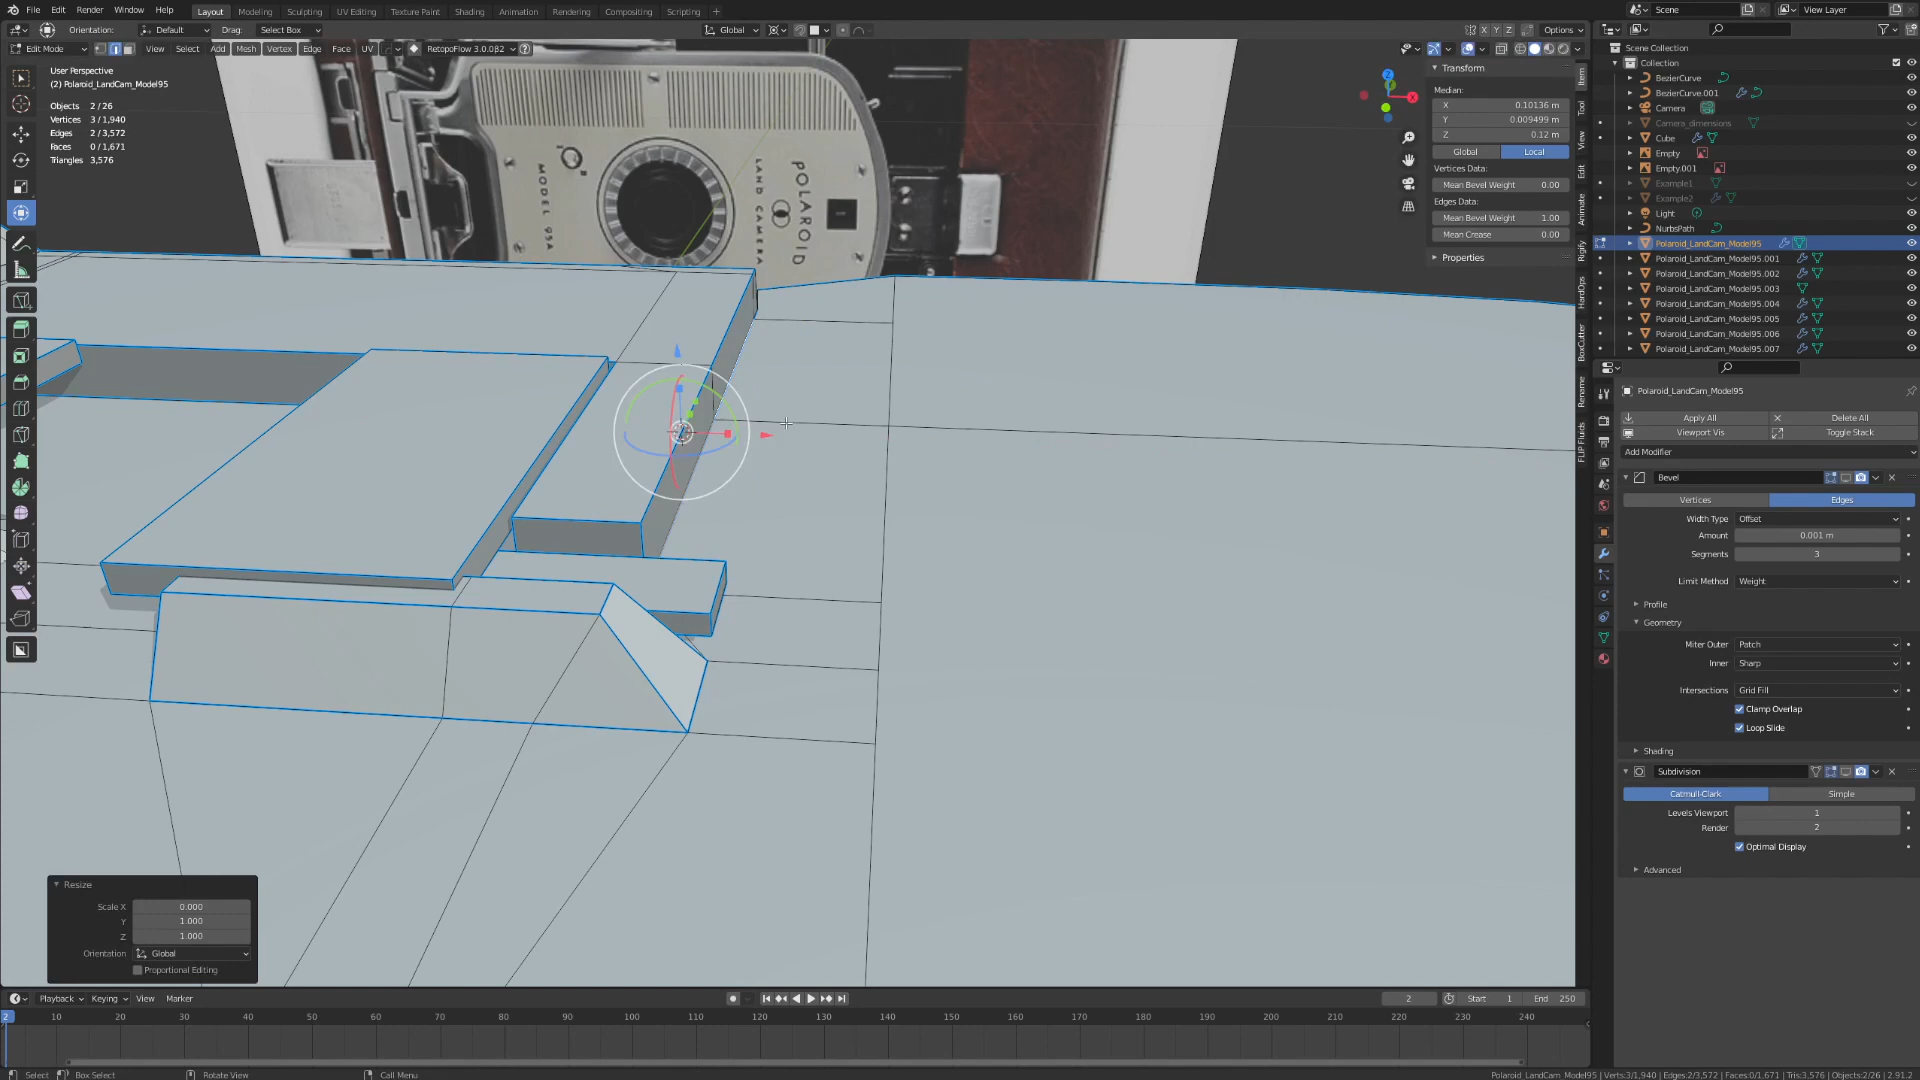 File Edit Render Window Help Layout Modeling Sculpting UV Editing Texture Paint Shading Animation Rendering Compositing Scripting + Scene View Layer
Orientation: Default Drag: Select Box Global X Y Z Options
Edit Mode View Select Add Mesh Vertex Edge Face UV RetopoFlow 3.0.0β2
User Perspective
(2) Polaroid_LandCam_Model95
Objects 2 / 26
Vertices 3 / 1,940
Edges 2 / 3,572
Faces 0 / 1,671
Triangles 3,576
MODEL 95A
LAND CAMERA
POLAROID
Z
X
Transform
Median:
X 0.10136 m
Y 0.009499 m
Z 0.12 m
Global Local
Vertices Data:
Mean Bevel Weight 0.00
Edges Data:
Mean Bevel Weight 1.00
Mean Crease 0.00
Properties
Item
Tool
View
Edit
Animate
Rigify
HardOps
BoxCutter
Rename
FLIP Fluids
Scene Collection
Collection
BezierCurve
BezierCurve.001
Camera
Camera_dimensions
Cube
Empty
Empty.001
Example1
Example2
Light
NurbsPath
Polaroid_LandCam_Model95
Polaroid_LandCam_Model95.001
Polaroid_LandCam_Model95.002
Polaroid_LandCam_Model95.003
Polaroid_LandCam_Model95.004
Polaroid_LandCam_Model95.005
Polaroid_LandCam_Model95.006
Polaroid_LandCam_Model95.007
Polaroid_LandCam_Model95
Apply All Delete All
Viewport Vis Toggle Stack
Add Modifier
Bevel
Vertices Edges
Width Type Offset
Amount 0.001 m
Segments 3
Limit Method Weight
Profile
Geometry
Miter Outer Patch
Inner Sharp
Intersections Grid Fill
Clamp Overlap
Loop Slide
Shading
Subdivision
Catmull-Clark Simple
Levels Viewport 1
Render 2
Optimal Display
Advanced
Resize
Scale X 0.000
Y 1.000
Z 1.000
Orientation Global
Proportional Editing
Playback Keying View Marker 2 Start 1 End 250
2 10 20 30 40 50 60 70 80 90 100 110 120 130 140 150 160 170 180 190 200 210 220 230 240
Select Box Select Rotate View Call Menu Polaroid_LandCam_Model95 | Verts:3/1,940 | Edges:2/3,572 | Faces:0/1,671 | Tris:3,576 | Objects:2/26 | 2.91.2